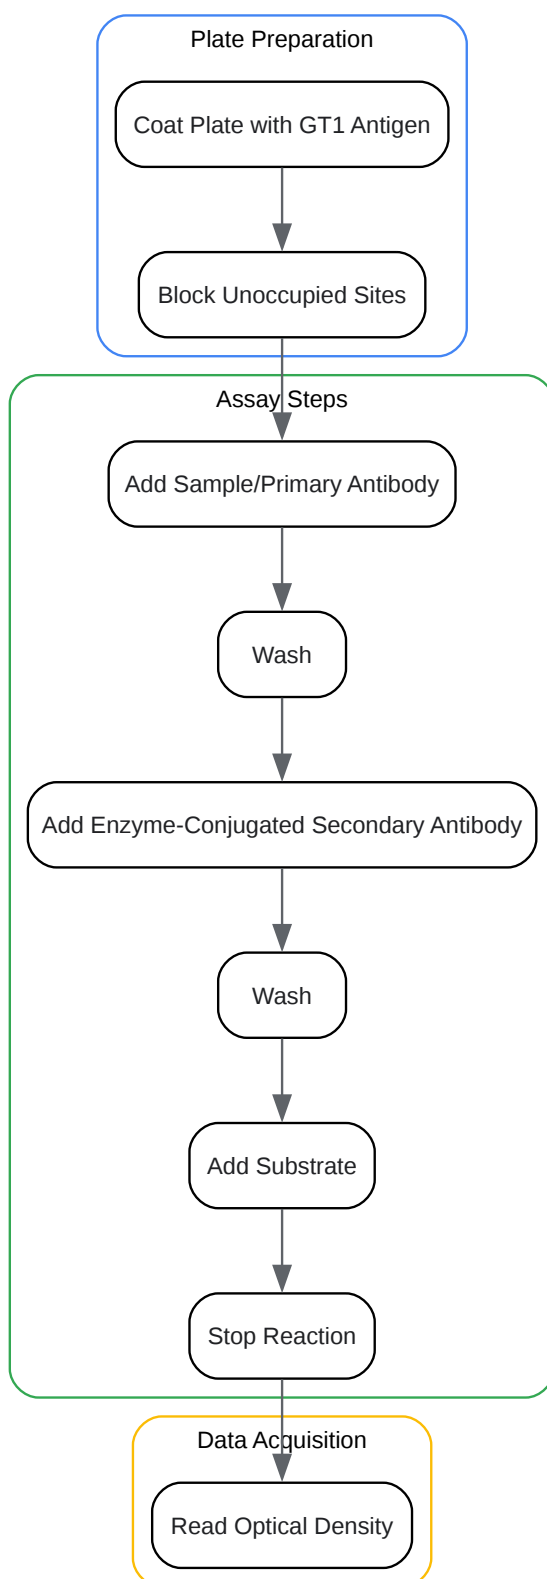 Plate Preparation
Coat Plate with GT1 Antigen
Block Unoccupied Sites
Assay Steps
Add Sample/Primary Antibody
Wash
Add Enzyme-Conjugated Secondary Antibody
Wash
Add Substrate
Stop Reaction
Data Acquisition
Read Optical Density